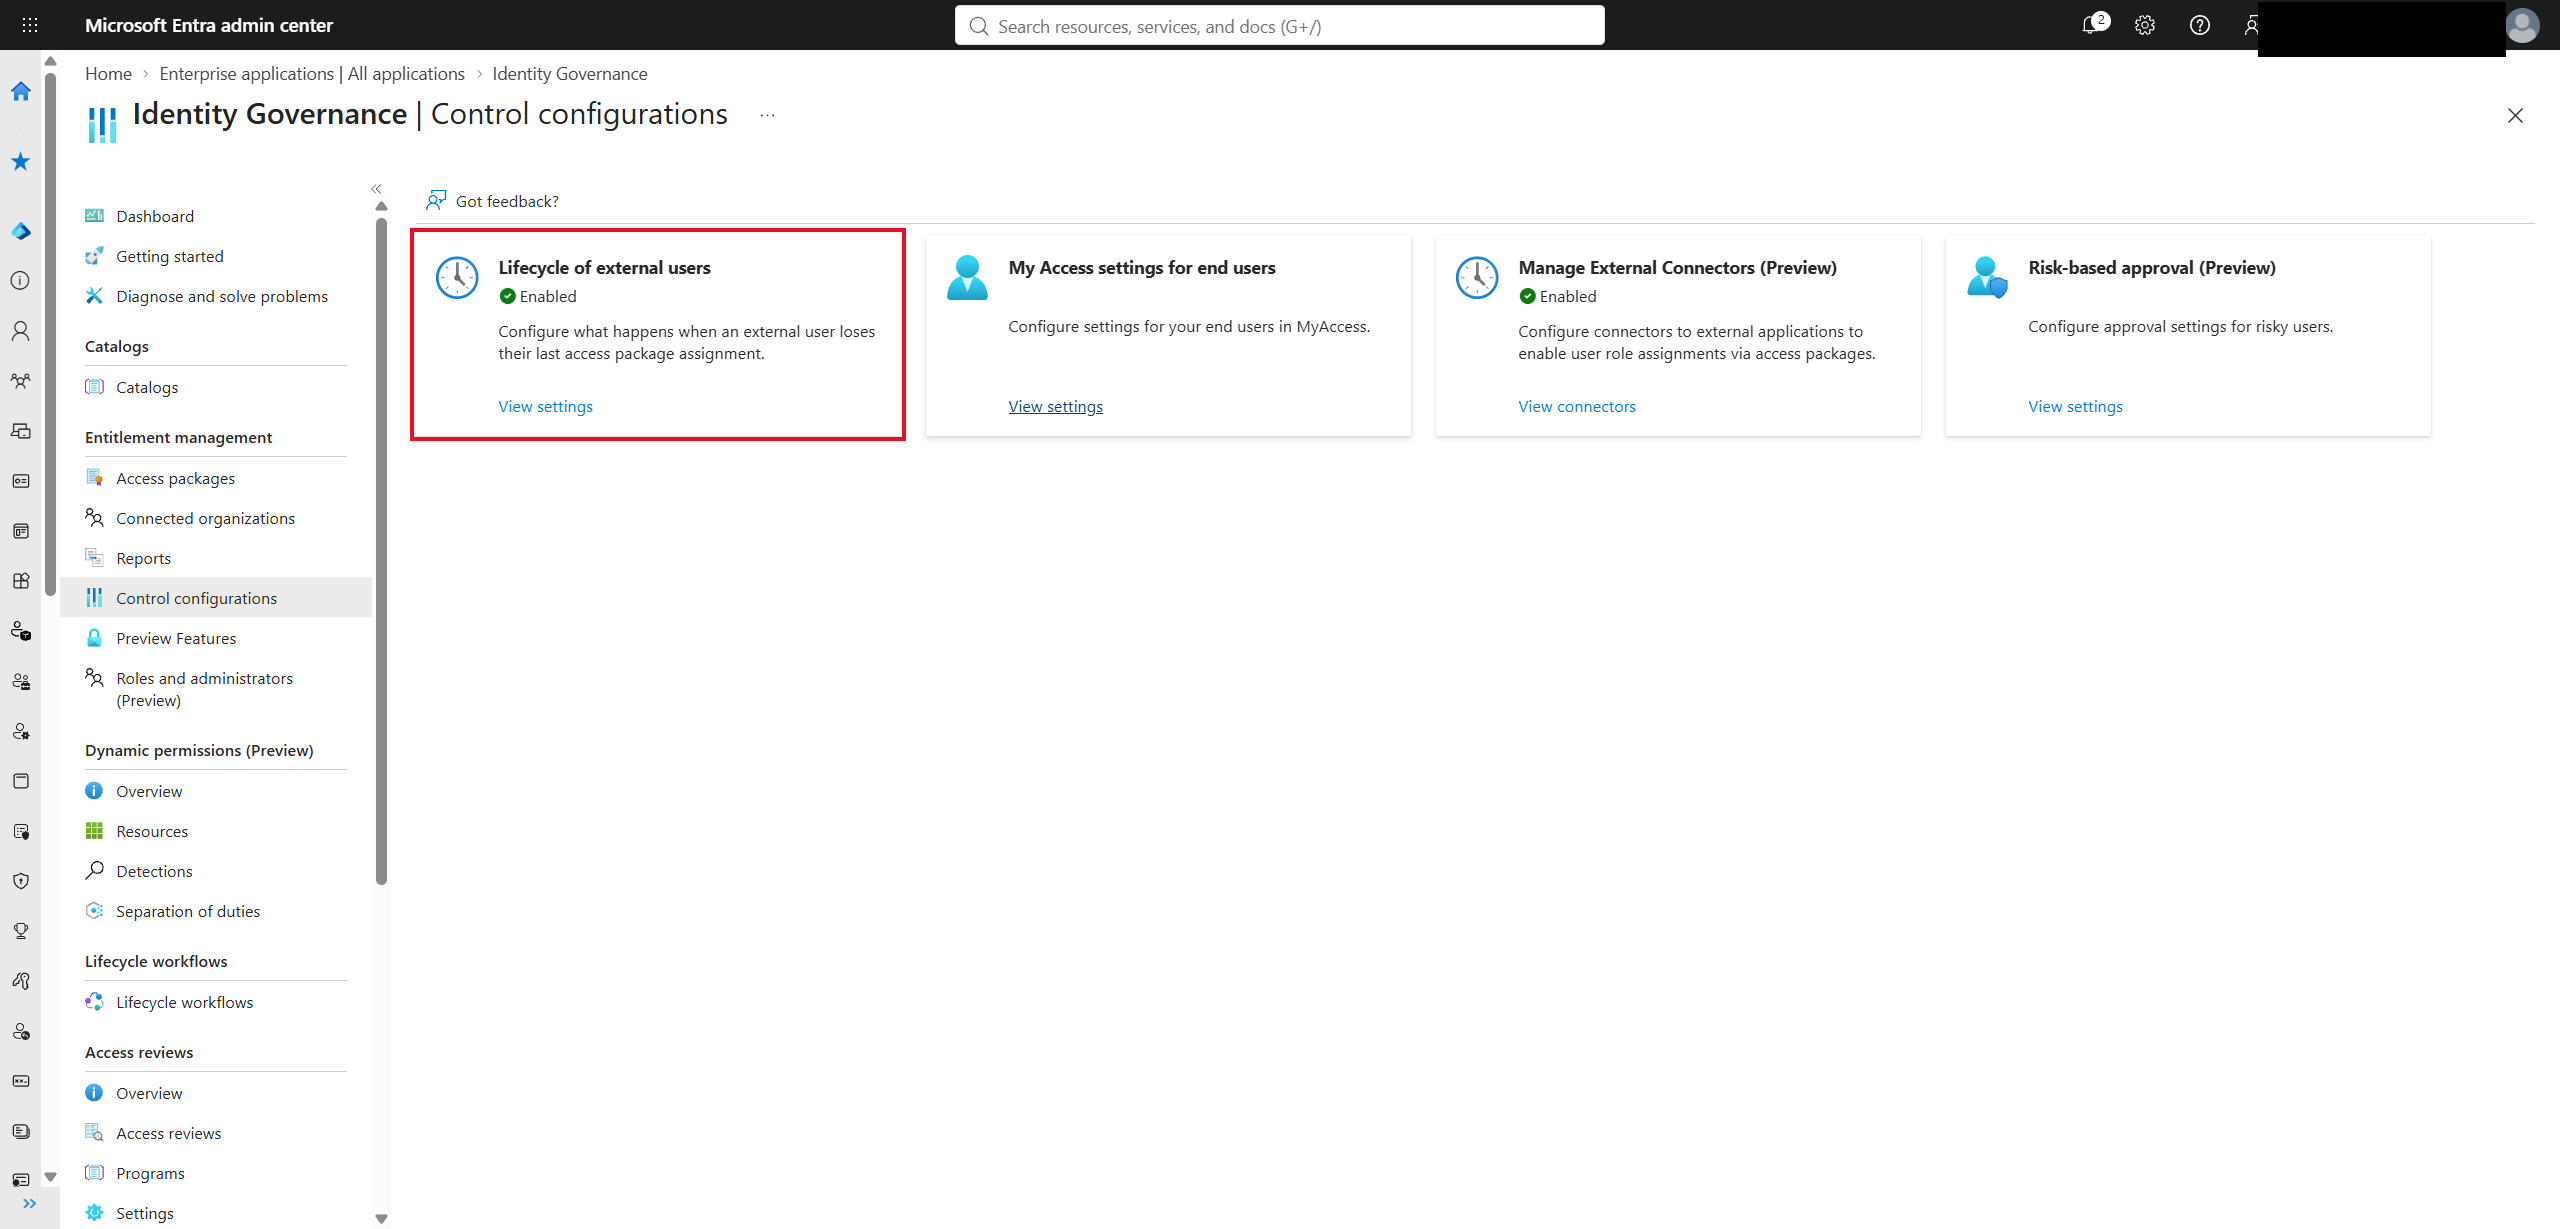 Microsoft Entra admin center
Search resources, services, and docs (G+/)
2
Home > Enterprise applications | All applications > Identity Governance
Identity Governance | Control configurations ...
Got feedback?
Dashboard
Getting started
Diagnose and solve problems
Catalogs
Catalogs
Entitlement management
Access packages
Connected organizations
Reports
Control configurations
Preview Features
Roles and administrators
(Preview)
Dynamic permissions (Preview)
Overview
Resources
Detections
Separation of duties
Lifecycle workflows
Lifecycle workflows
Access reviews
Overview
Access reviews
Programs
Settings
Lifecycle of external users
Enabled
Configure what happens when an external user loses
their last access package assignment.
View settings
My Access settings for end users
Configure settings for your end users in MyAccess.
View settings
Manage External Connectors (Preview)
Enabled
Configure connectors to external applications to
enable user role assignments via access packages.
View connectors
Risk-based approval (Preview)
Configure approval settings for risky users.
View settings